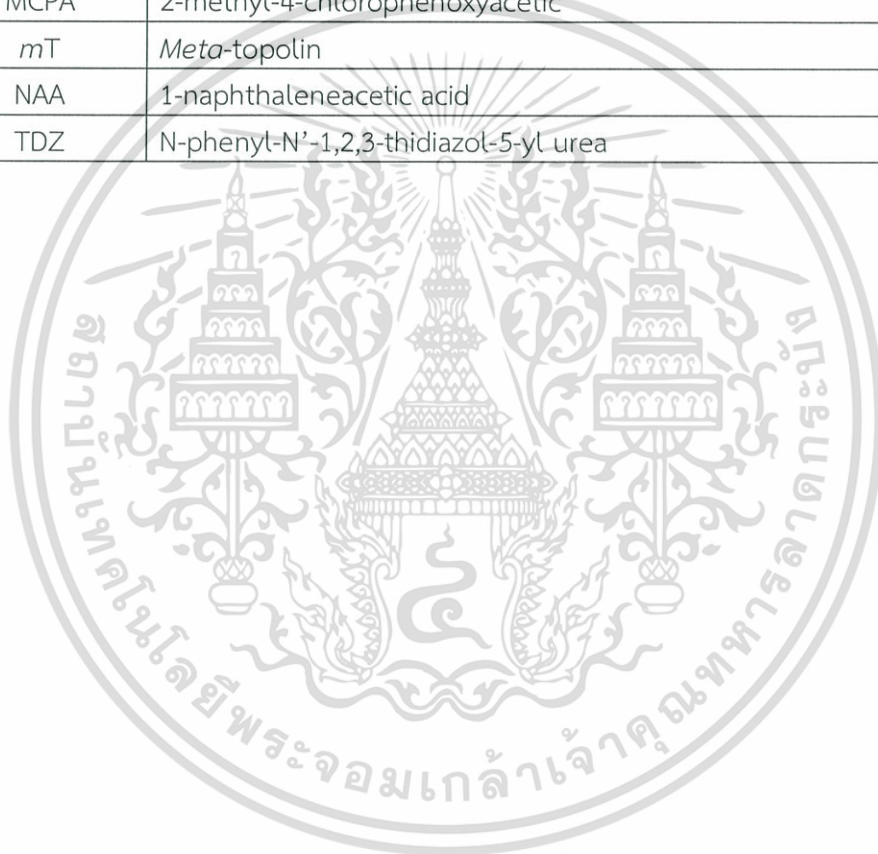 MCPA 2-methyl-4-chlorophenoxyacetic
mT Meta-topolin
NAA 1-naphthaleneacetic acid
TDZ N-phenyl-N’-1,2,3-thidiazol-5-yl urea
๔
สถาบันเทคโนโลยีพระจอมเกล้าเจ้าคุณทหารลาดกระบัง